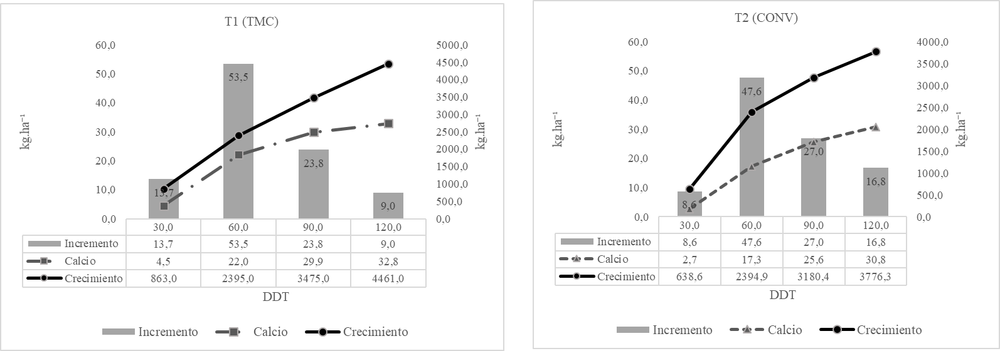 T1 (TMC)
60,0
50,0
40,0
30,0
20,0
10,0
0,0
kg.ha⁻¹
5000,0
4500,0
4000,0
3500,0
3000,0
2500,0
2000,0
1500,0
1000,0
500,0
0,0
kg.ha⁻¹
13,7
53,5
23,8
9,0
30,0 60,0 90,0 120,0
Incremento 13,7 53,5 23,8 9,0
Calcio 4,5 22,0 29,9 32,8
Crecimiento 863,0 2395,0 3475,0 4461,0
DDT
Incremento Calcio Crecimiento
T2 (CONV)
60,0
50,0
40,0
30,0
20,0
10,0
0,0
kg.ha⁻¹
4000,0
3500,0
3000,0
2500,0
2000,0
1500,0
1000,0
500,0
0,0
kg.ha⁻¹
8,6
47,6
27,0
16,8
30,0 60,0 90,0 120,0
Incremento 8,6 47,6 27,0 16,8
Calcio 2,7 17,3 25,6 30,8
Crecimiento 638,6 2394,9 3180,4 3776,3
DDT
Incremento Calcio Crecimiento